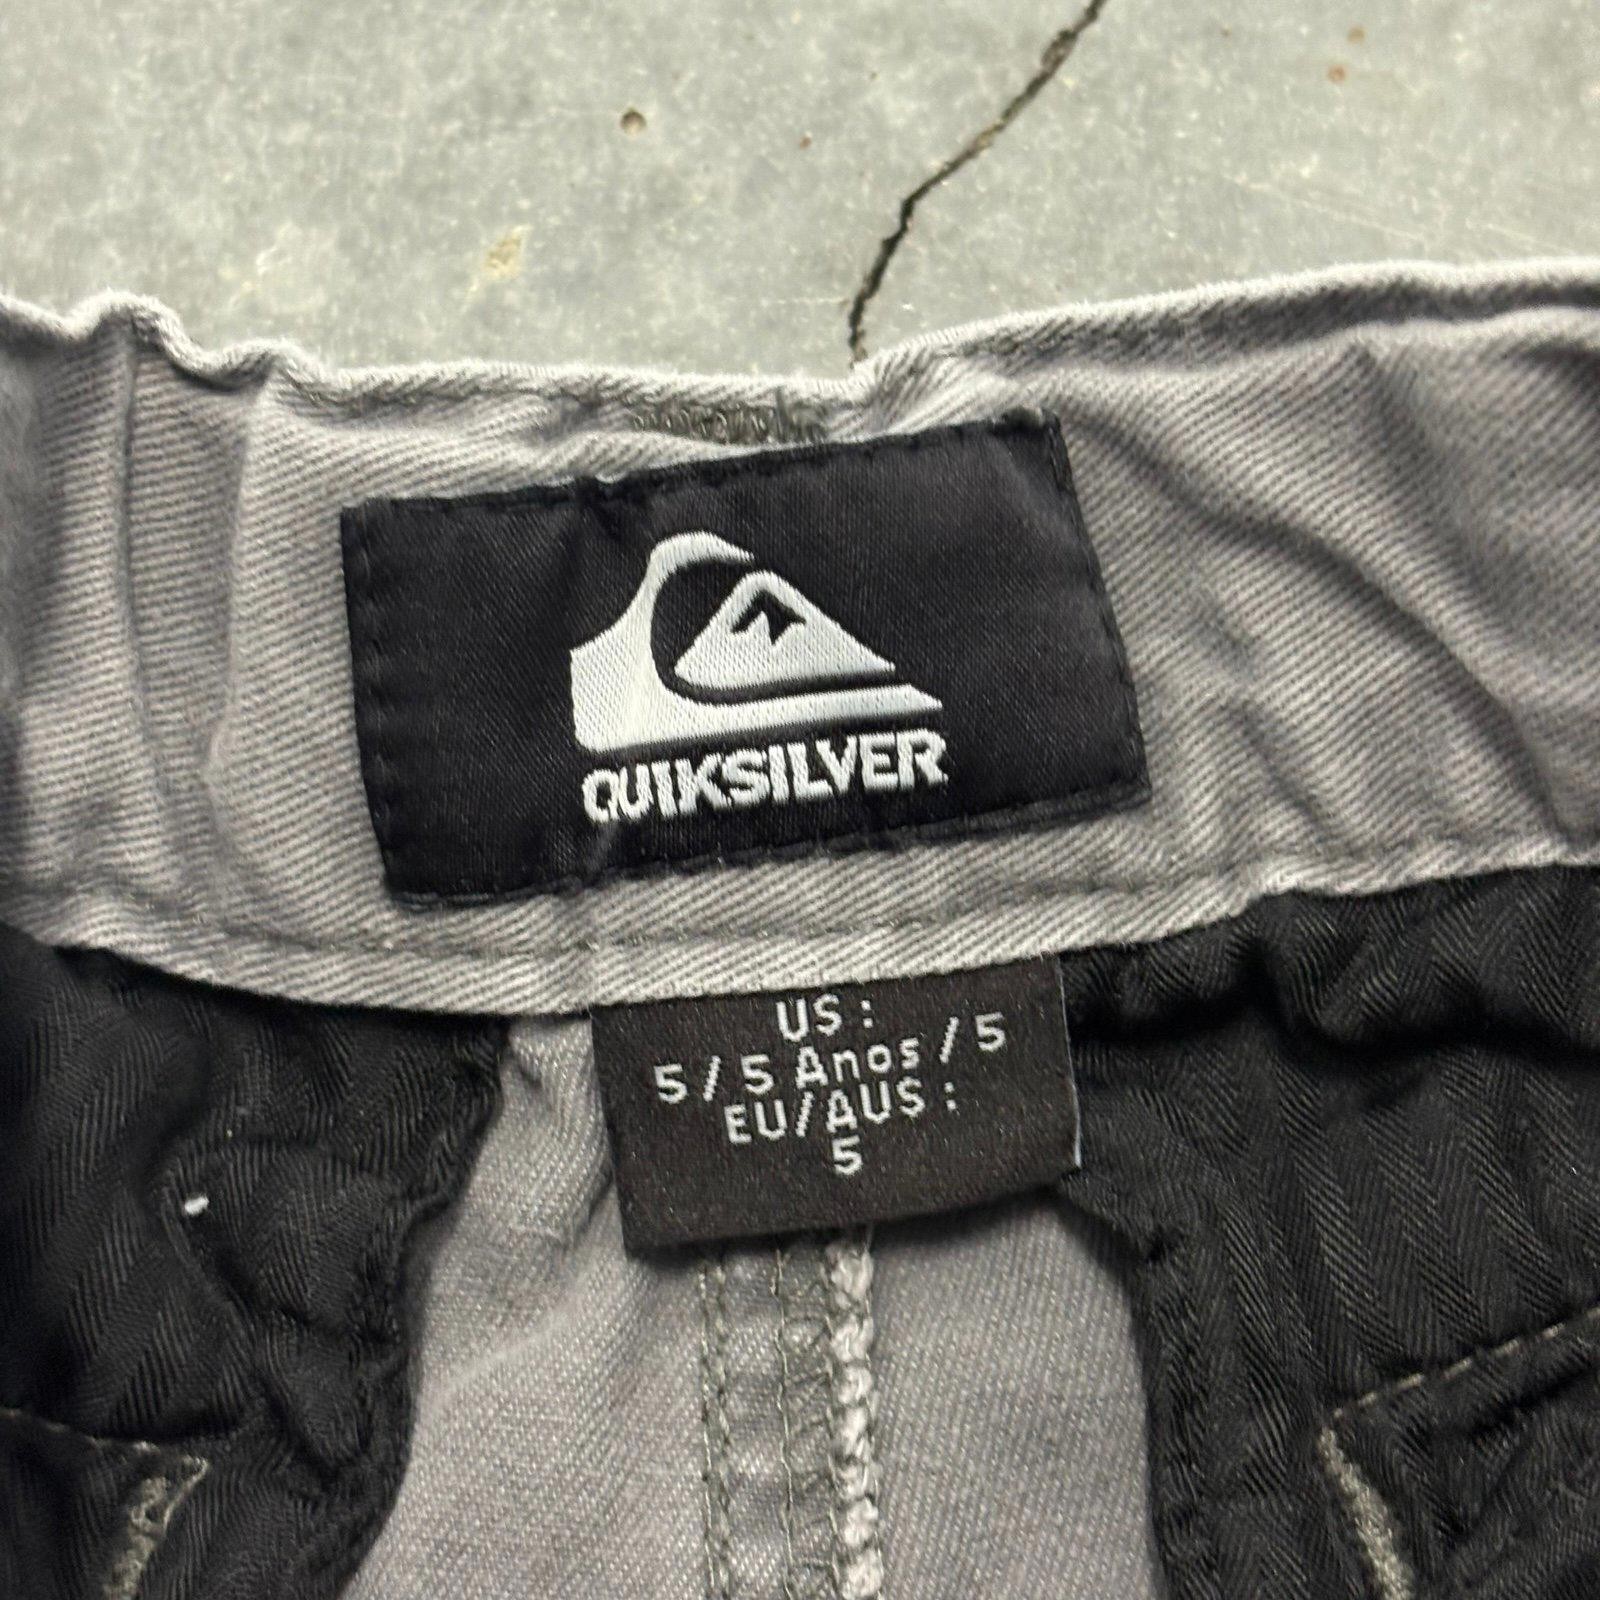 QUIKSILVER
US :
5 / 5 Anos / 5
EU/AUS :
5